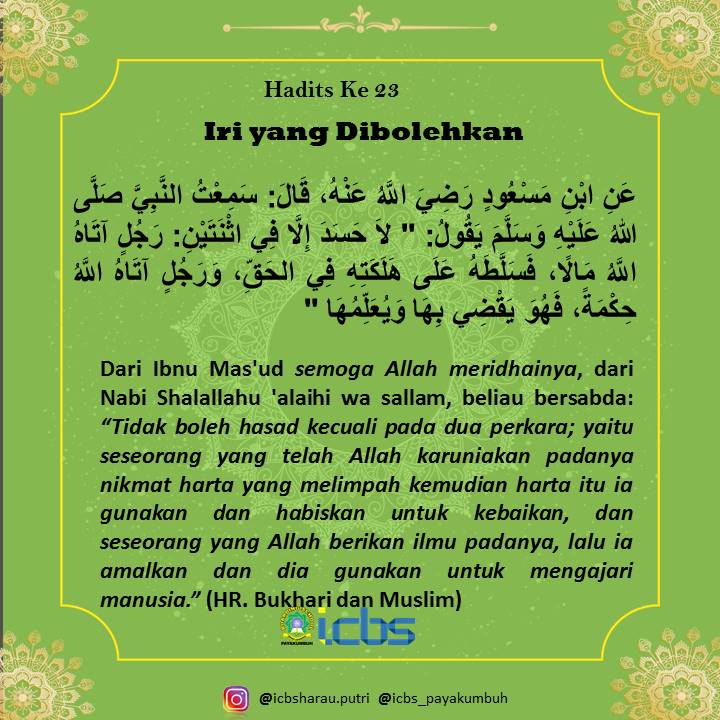 Hadits Ke 23
Iri yang Dibolehkan
عَنِ ابْنِ مَسْعُودٍ رَضِيَ اللَّهُ عَنْهُ، قَالَ: سَمِعْتُ النَّبِيَّ صَلَّى
اللهُ عَلَيْهِ وَسَلَّمَ يَقُولُ: " لاَ حَسَدَ إِلَّا فِي اثْنَتَيْنِ: رَجُلٍ آتَاهُ
اللَّهُ مَالًا، فَسَلَّطَهُ عَلَى هَلَكَتِهِ فِي الحَقِّ، وَرَجُلٍ آتَاهُ اللَّهُ
حِكْمَةً، فَهُوَ يَقْضِي بِهَا وَيُعَلِّمُهَا "
Dari Ibnu Mas'ud semoga Allah meridhainya, dari
Nabi Shalallahu 'alaihi wa sallam, beliau bersabda:
“Tidak boleh hasad kecuali pada dua perkara; yaitu
seseorang yang telah Allah karuniakan padanya
nikmat harta yang melimpah kemudian harta itu ia
gunakan dan habiskan untuk kebaikan, dan
seseorang yang Allah berikan ilmu padanya, lalu ia
amalkan dan dia gunakan untuk mengajari
manusia.” (HR. Bukhari dan Muslim)
PAYAKUMBUH
icbs
@icbsharau.putri @icbs_payakumbuh